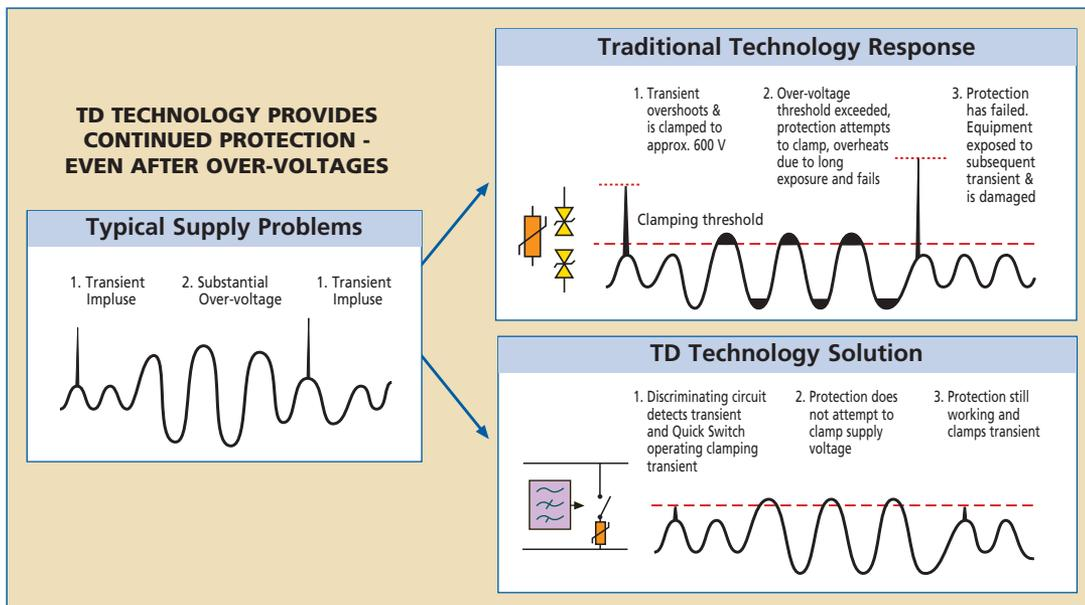 TD TECHNOLOGY PROVIDES
CONTINUED PROTECTION -
EVEN AFTER OVER-VOLTAGES
Typical Supply Problems
1. Transient
Impluse
2. Substantial
Over-voltage
1. Transient
Impluse
Traditional Technology Response
1. Transient
overshoots &
is clamped to
approx. 600 V
2. Over-voltage
threshold exceeded,
protection attempts
to clamp, overheats
due to long
exposure and fails
3. Protection
has failed.
Equipment
exposed to
subsequent
transient &
is damaged
Clamping threshold
TD Technology Solution
1. Discriminating circuit
detects transient
and Quick Switch
operating clamping
transient
2. Protection does
not attempt to
clamp supply
voltage
3. Protection still
working and
clamps transient